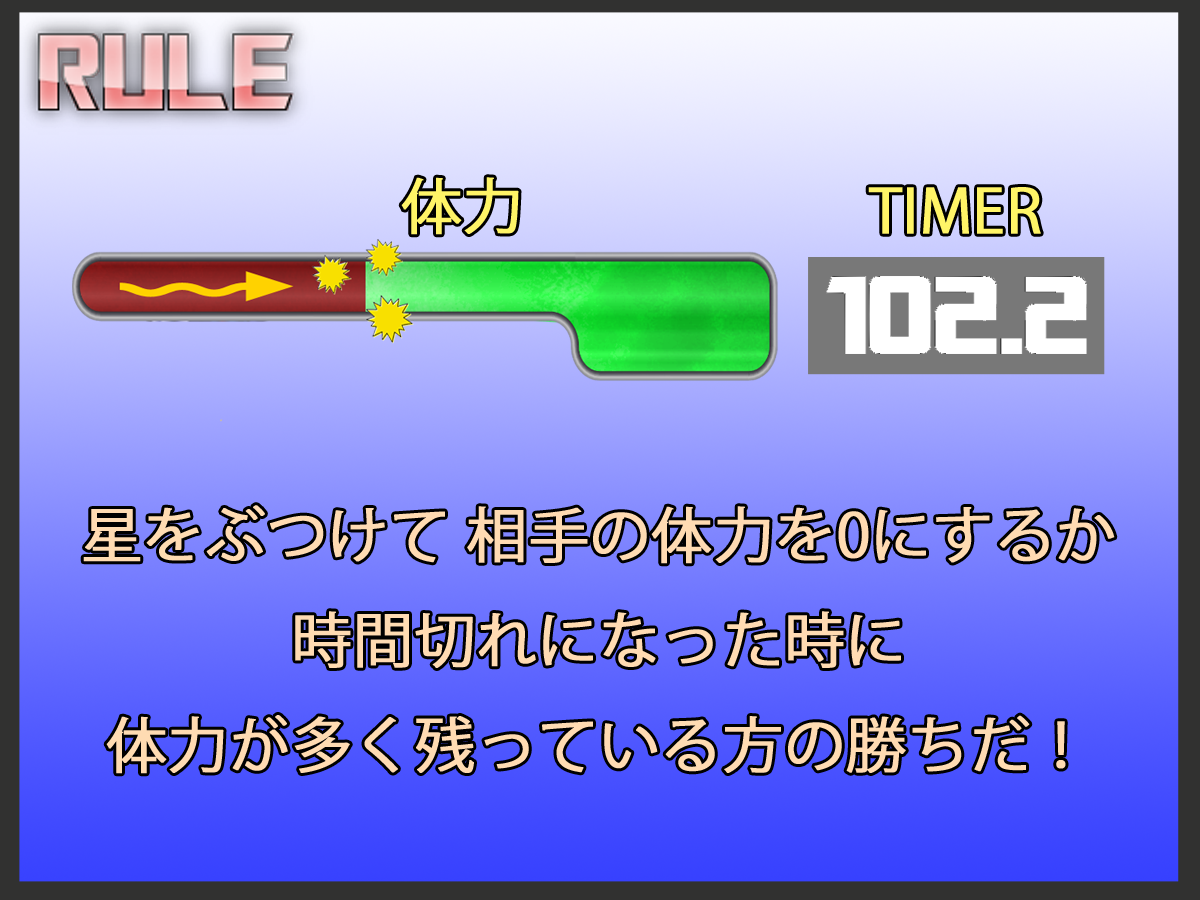 RULE
体力
TIMER
102.2
星をぶつけて 相手の体力を0にするか
時間切れになった時に
体力が多く残っている方の勝ちだ！